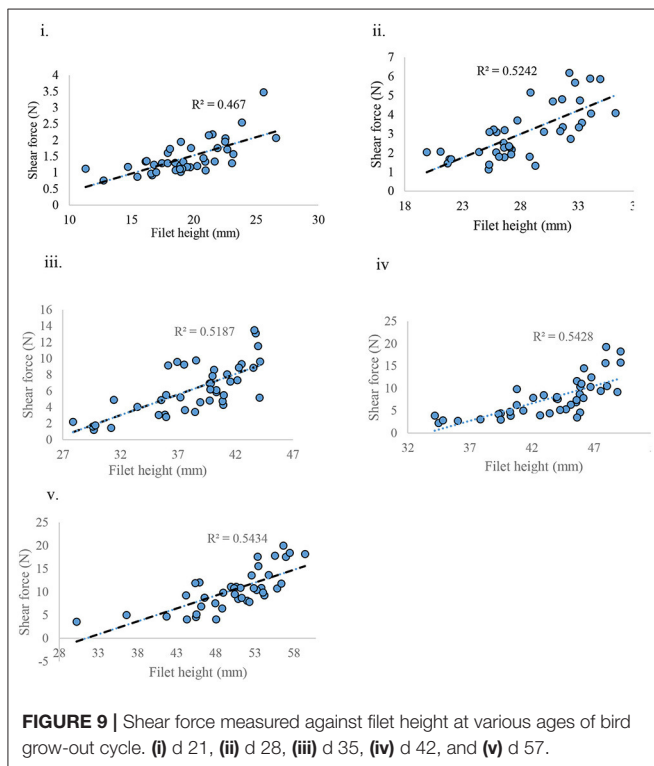 i.
R² = 0.467
Shear force (N)
4
3.5
3
2.5
2
1.5
1
0.5
0
10 15 20 25 30
Filet height (mm)
ii.
R² = 0.5242
Shear force (N)
7
6
5
4
3
2
1
0
18 23 28 33
Filet height (mm)
iii.
R² = 0.5187
Shear force (N)
16
14
12
10
8
6
4
2
0
27 32 37 42 47
Filet height (mm)
iv
R² = 0.5428
Shear force (N)
25
20
15
10
5
0
32 37 42 47
Filet height (mm)
v.
R² = 0.5434
Shear force (N)
25
20
15
10
5
0
-5
28 33 38 43 48 53 58
Filet height (mm)
FIGURE 9 | Shear force measured against filet height at various ages of bird
grow-out cycle. (i) d 21, (ii) d 28, (iii) d 35, (iv) d 42, and (v) d 57.